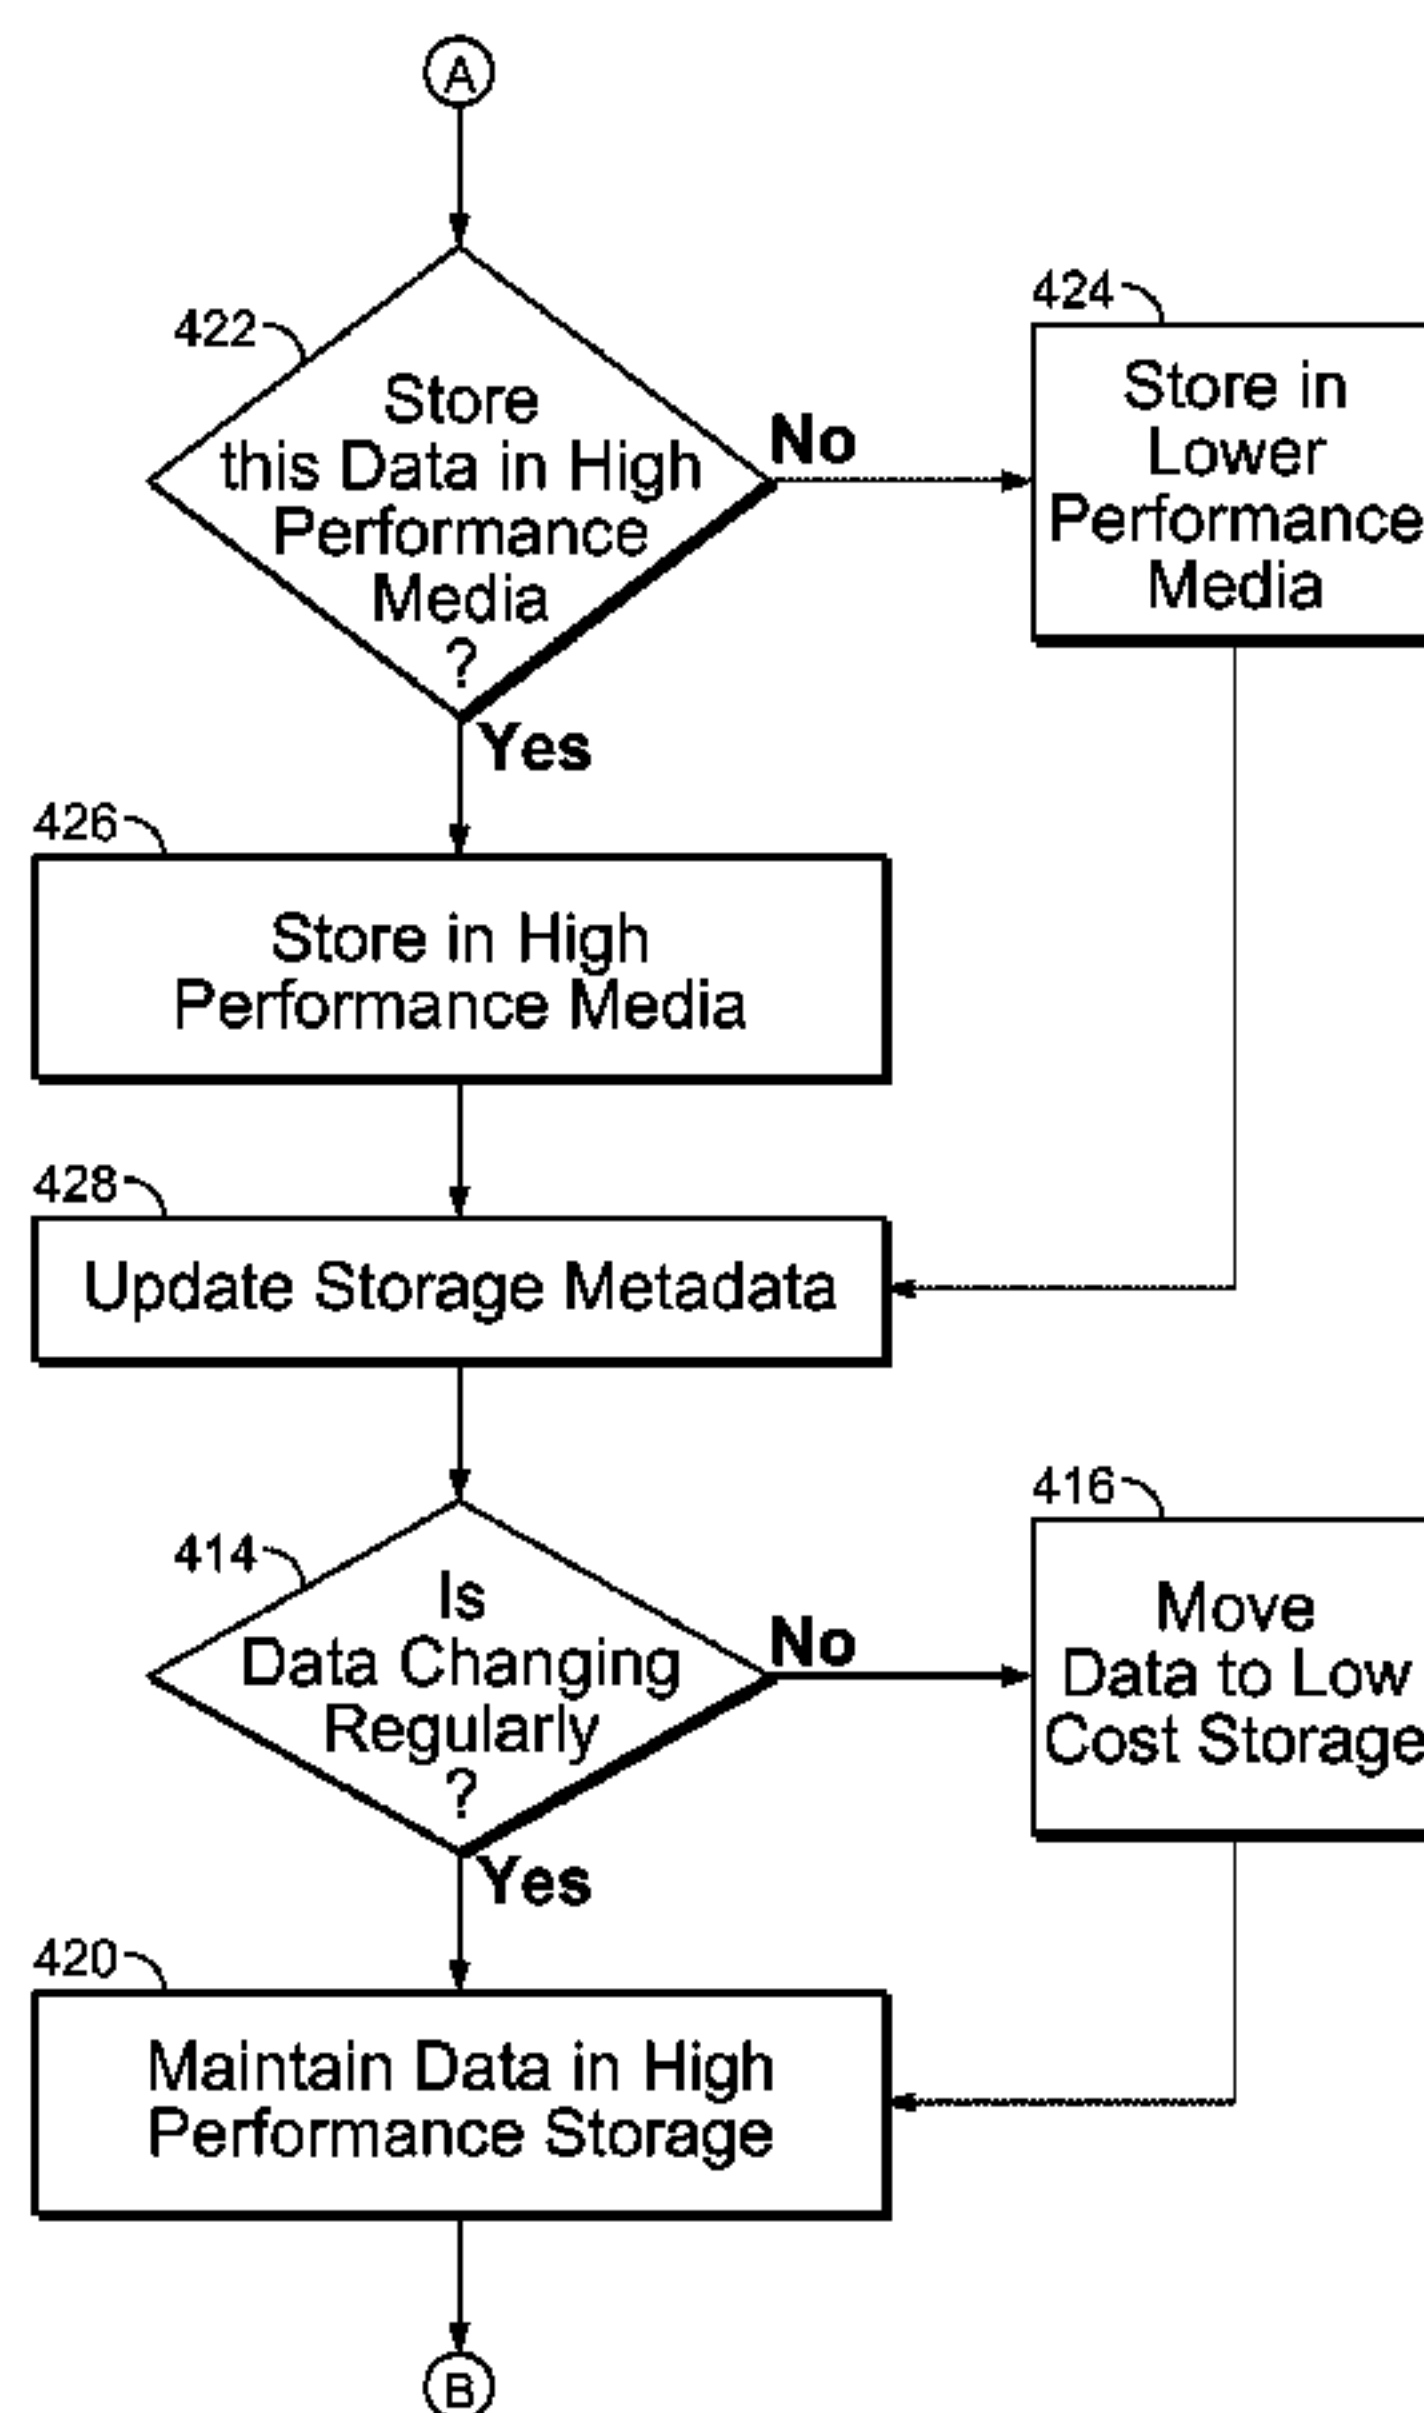 A
422
Store
this Data in High
Performance
Media
?
No
Yes
424
Store in
Lower
Performance
Media
426
Store in High
Performance Media
428
Update Storage Metadata
414
Is
Data Changing
Regularly
?
No
Yes
416
Move
Data to Low
Cost Storage
420
Maintain Data in High
Performance Storage
B